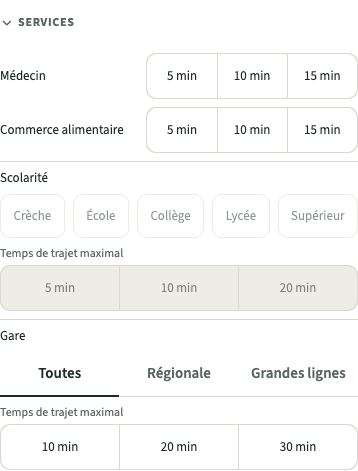 SERVICES
Médecin 5 min 10 min 15 min
Commerce alimentaire 5 min 10 min 15 min
Scolarité
Crèche École Collège Lycée Supérieur
Temps de trajet maximal
5 min 10 min 20 min
Gare
Toutes Régionale Grandes lignes
Temps de trajet maximal
10 min 20 min 30 min